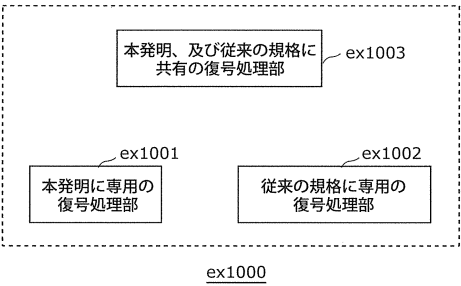 本発明、及び従来の規格に
共有の復号処理部
ex1003
ex1001
本発明に専用の
復号処理部
ex1002
従来の規格に専用の
復号処理部
ex1000